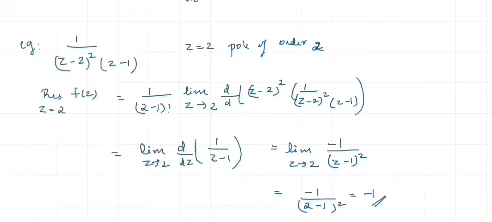 eg: 1/((z-2)²(z-1)) z=2 pole of order 2
Res f(z) z=2 = 1/(2-1)! lim z→2 d/d ((z-2)² (1/((z-2)²(z-1))))
= lim z→2 d/dz (1/(z-1)) = lim z→2 -1/(z-1)²
= -1/(2-1)² = -1